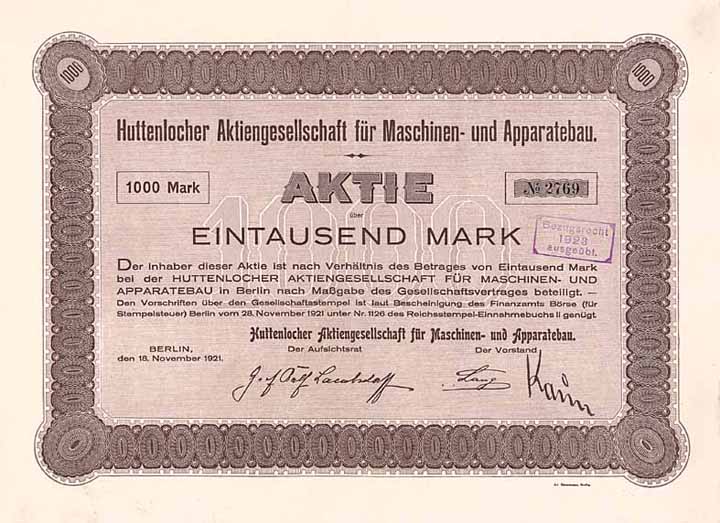 1000
1000
Huttenlocher Aktiengesellschaft für Maschinen- und Apparatebau.
1000 Mark
AKTIE
№ 2769
über
1000
EINTAUSEND MARK
Bezugsrecht
1923
ausgeübt.
Der Inhaber dieser Aktie ist nach Verhältnis des Betrages von Eintausend Mark
bei der HUTTENLOCHER AKTIENGESELLSCHAFT FÜR MASCHINEN- UND
APPARATEBAU in Berlin nach Maßgabe des Gesellschaftsvertrages beteiligt. —
Den Vorschriften über den Gesellschaftstempel ist laut Bescheinigung des Finanzamts Börse (für
Stampelsteuer) Berlin vom 28. November 1921 unter Nr. 1126 des Reichsstempel-Einnahmebuchs II genügt
Huttenlocher Aktiengesellschaft für Maschinen- und Apparatebau.
BERLIN,
den 18. November 1921.
Der Aufsichtsrat
Der Vorstand